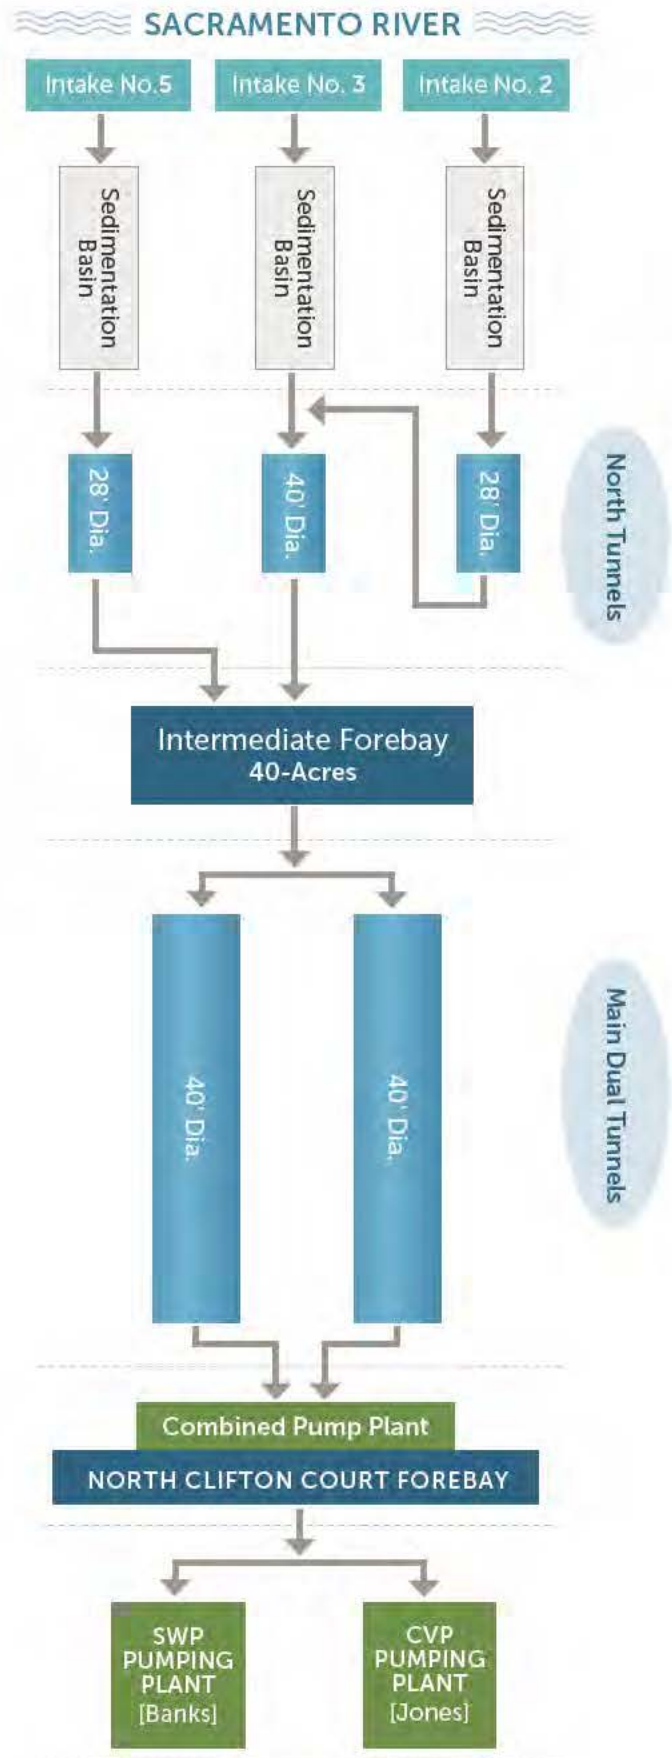 SACRAMENTO RIVER
Intake No.5
Intake No. 3
Intake No. 2
Sedimentation
Basin
Sedimentation
Basin
Sedimentation
Basin
28' Dia.
40' Dia.
28' Dia.
North Tunnels
Intermediate Forebay
40-Acres
40' Dia.
40' Dia.
Main Dual Tunnels
Combined Pump Plant
NORTH CLIFTON COURT FOREBAY
SWP
PUMPING
PLANT
[Banks]
CVP
PUMPING
PLANT
[Jones]